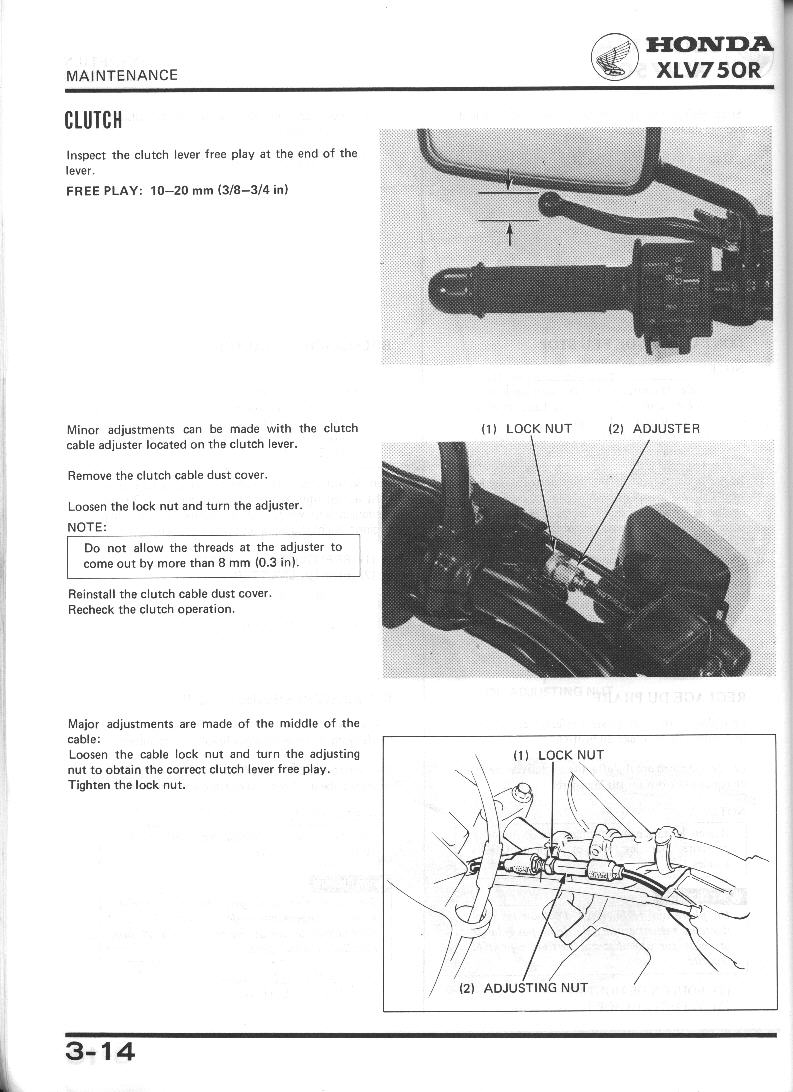 MAINTENANCE
HONDA
XLV750R
CLUTCH
Inspect the clutch lever free play at the end of the
lever.
FREE PLAY: 10–20 mm (3/8–3/4 in)
Minor adjustments can be made with the clutch
cable adjuster located on the clutch lever.
Remove the clutch cable dust cover.
Loosen the lock nut and turn the adjuster.
NOTE:
Do not allow the threads at the adjuster to
come out by more than 8 mm (0.3 in).
Reinstall the clutch cable dust cover.
Recheck the clutch operation.
(1) LOCK NUT (2) ADJUSTER
Major adjustments are made of the middle of the
cable:
Loosen the cable lock nut and turn the adjusting
nut to obtain the correct clutch lever free play.
Tighten the lock nut.
(1) LOCK NUT
(2) ADJUSTING NUT
3-14